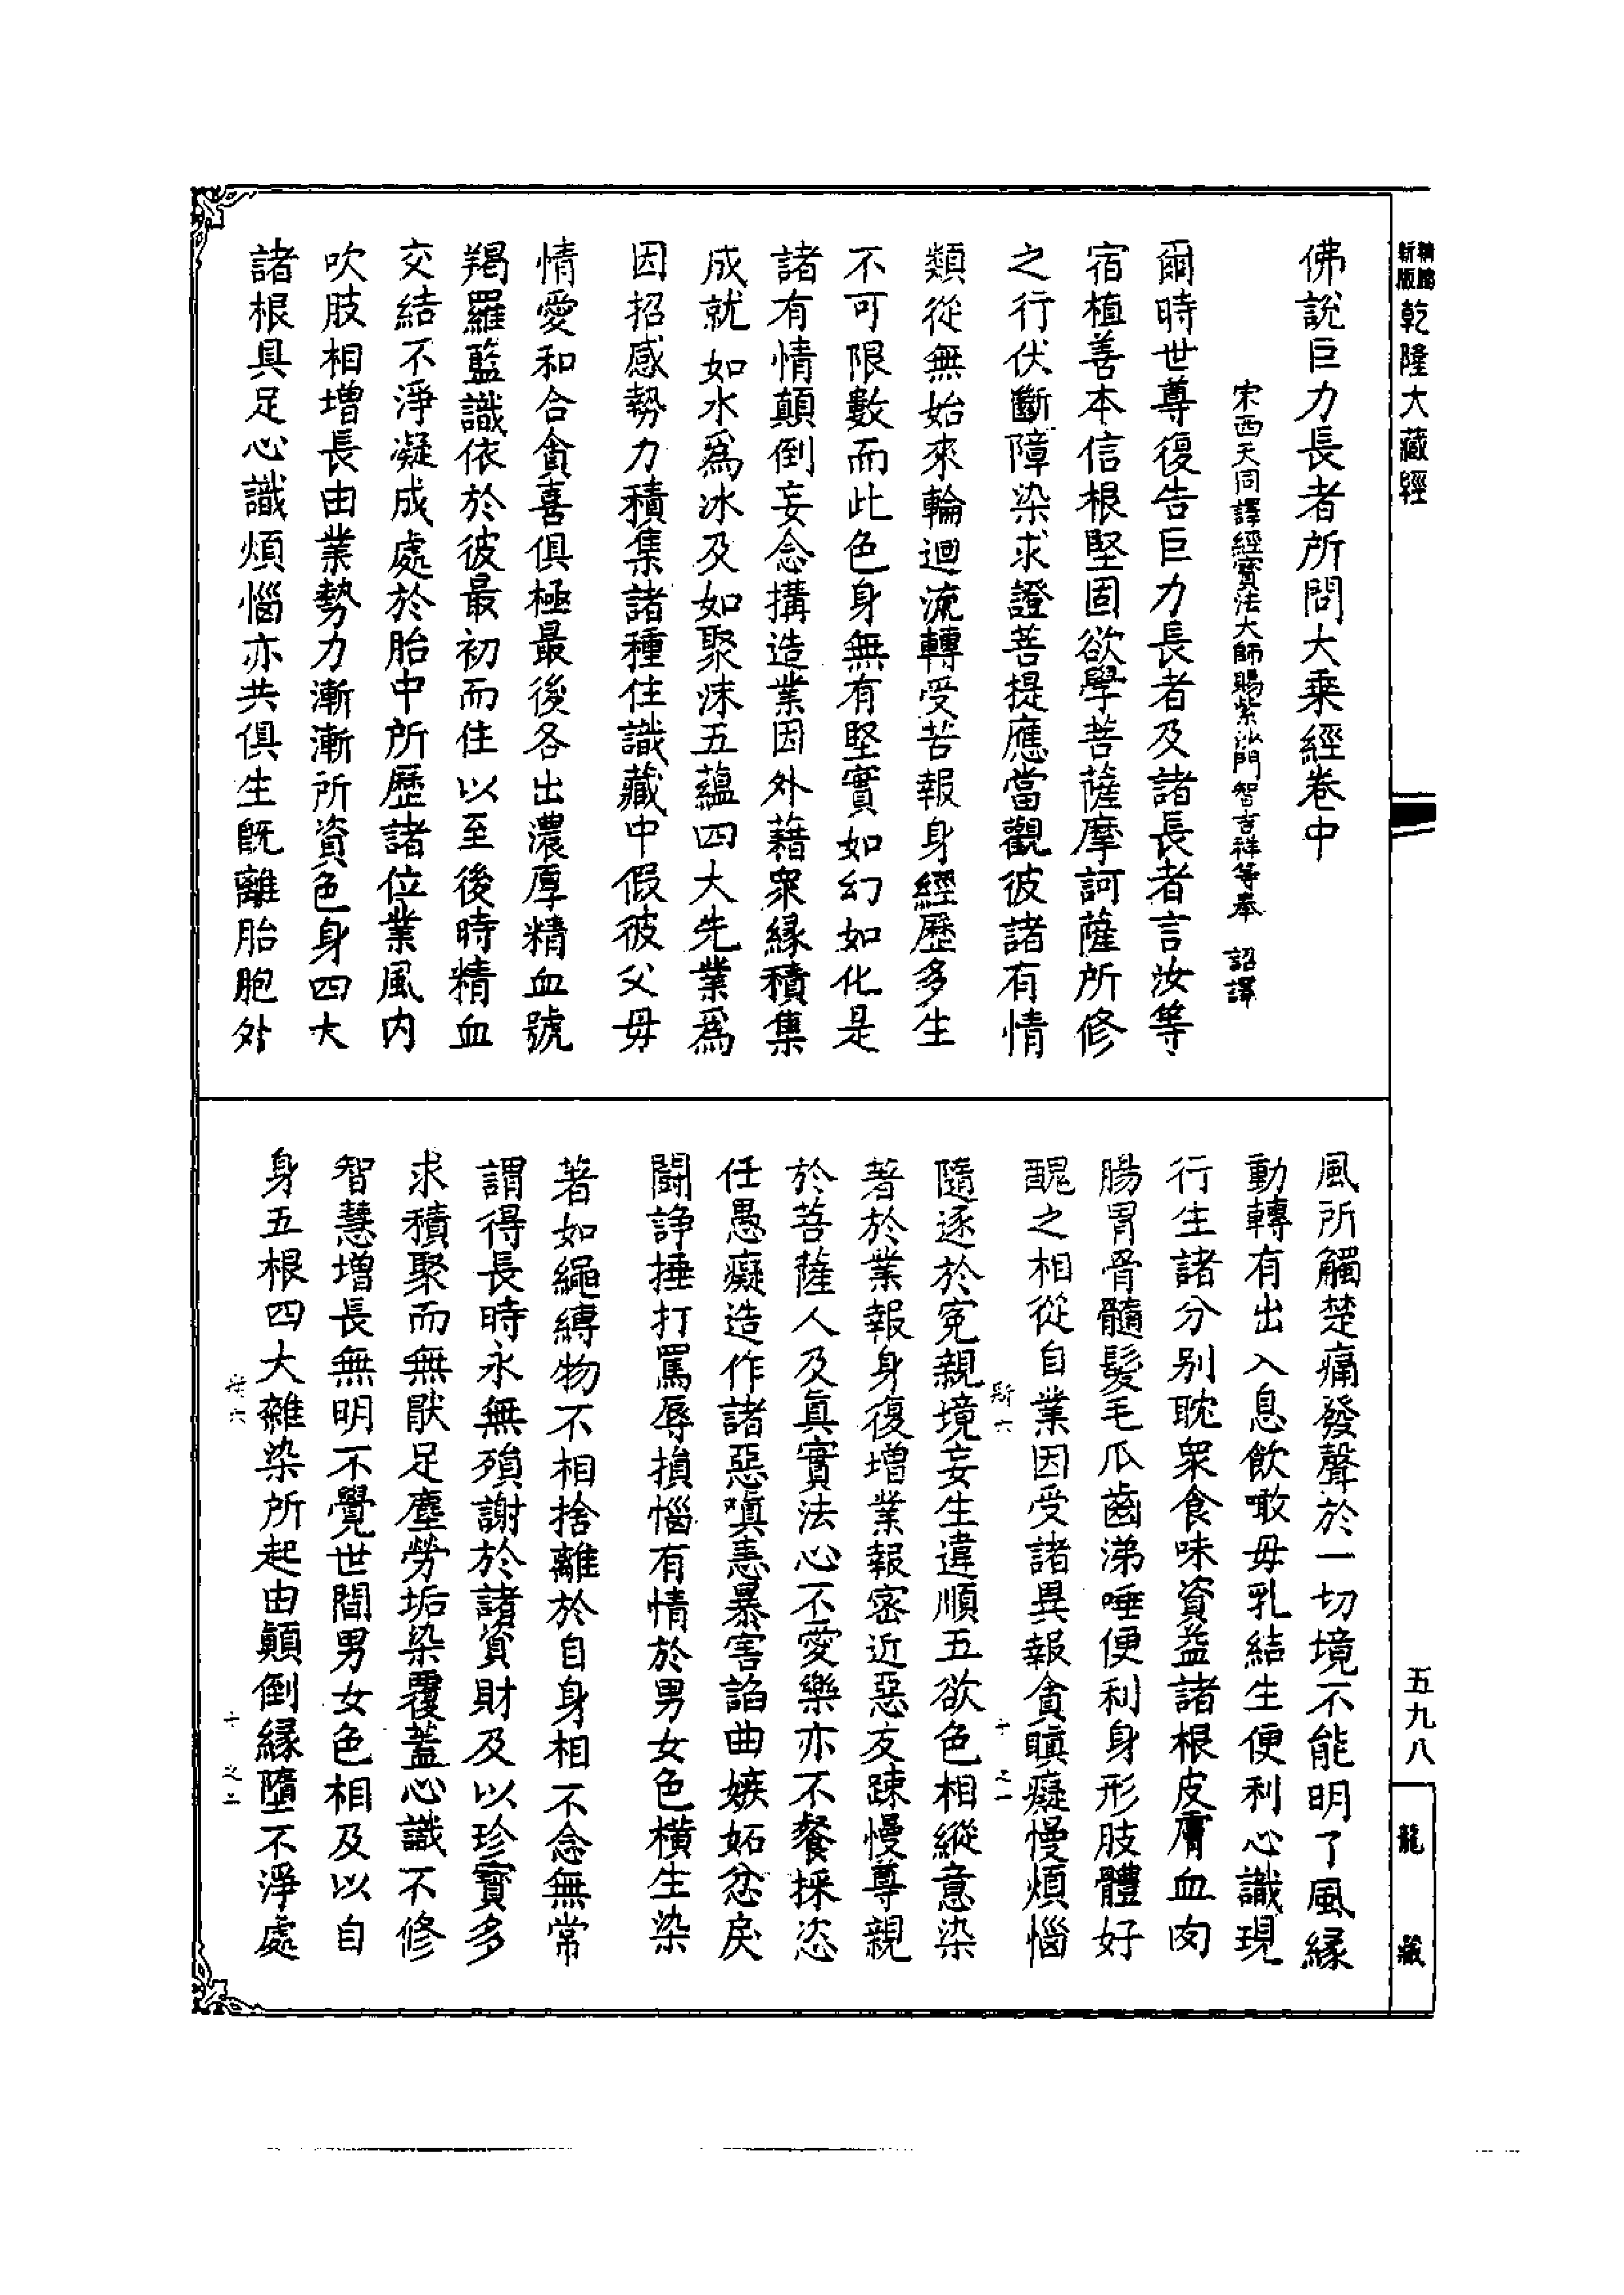 乾隆大藏經
佛說巨力長者所問大乘經卷中
宋西天同譯經寶法大師賜紫沙門智吉祥等奉 詔譯
爾時世尊復告巨力長者及諸長者言汝等
宿植善本信根堅固欲學菩薩摩訶薩所修
之行伏斷障染求證菩提應當觀彼諸有情
類從無始來輪迴流轉受苦報身經歷多生
不可限數而此色身無有堅實如幻如化是
諸有情顛倒妄念搆造業因外藉衆緣積集
成就如水爲冰及如聚沫五蘊四大先業爲
因招感勢力積集諸種住識藏中假彼父母
情愛和合貪喜俱極最後各出濃厚精血號
羯羅藍識依於彼最初而住以至後時精血
交結不淨凝成處於胎中所歷諸位業風內
吹肢相增長由業勢力漸漸所資色身四大
諸根具足心識煩惱亦共俱生旣離胎胞外
風所觸楚痛發聲於一切境不能明了風緣
動轉有出入息飲噉母乳結生便利心識現
行生諸分別耽衆食味資益諸根皮膚血肉
腸胃骨髓髮毛爪齒涕唾便利身形肢體好
醜之相從自業因受諸異報貪瞋癡慢煩惱
隨逐於寃親境妄生違順五欲色相縱意染
著於業報身復增業報密近惡友踈慢尊親
於菩薩人及眞實法心不愛樂亦不餐採恣
任愚癡造作諸惡嗔恚暴害諂曲嫉妬忿戾
鬪諍捶打罵辱損惱有情於男女色橫生染
著如繩縛物不相捨離於自身相不念無常
謂得長時永無殞謝於諸資財及以珍寶多
求積聚而無厭足塵勞垢染覆蓋心識不修
智慧增長無明不覺世間男女色相及以自
身五根四大雜染所起由顛倒緣墮不淨處
五九八
龍藏